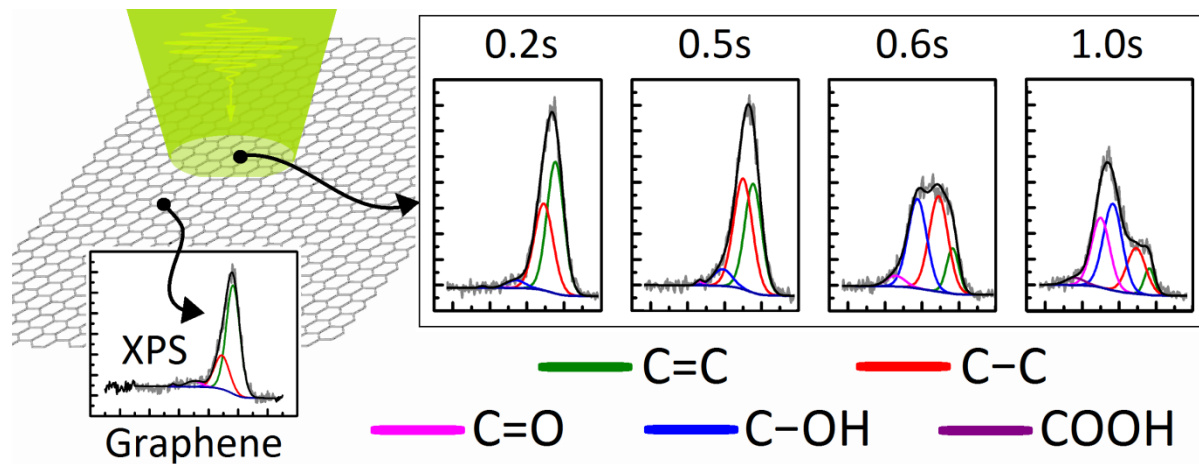 0.2s 0.5s 0.6s 1.0s
XPS
Graphene
C=C C−C
C=O C−OH COOH